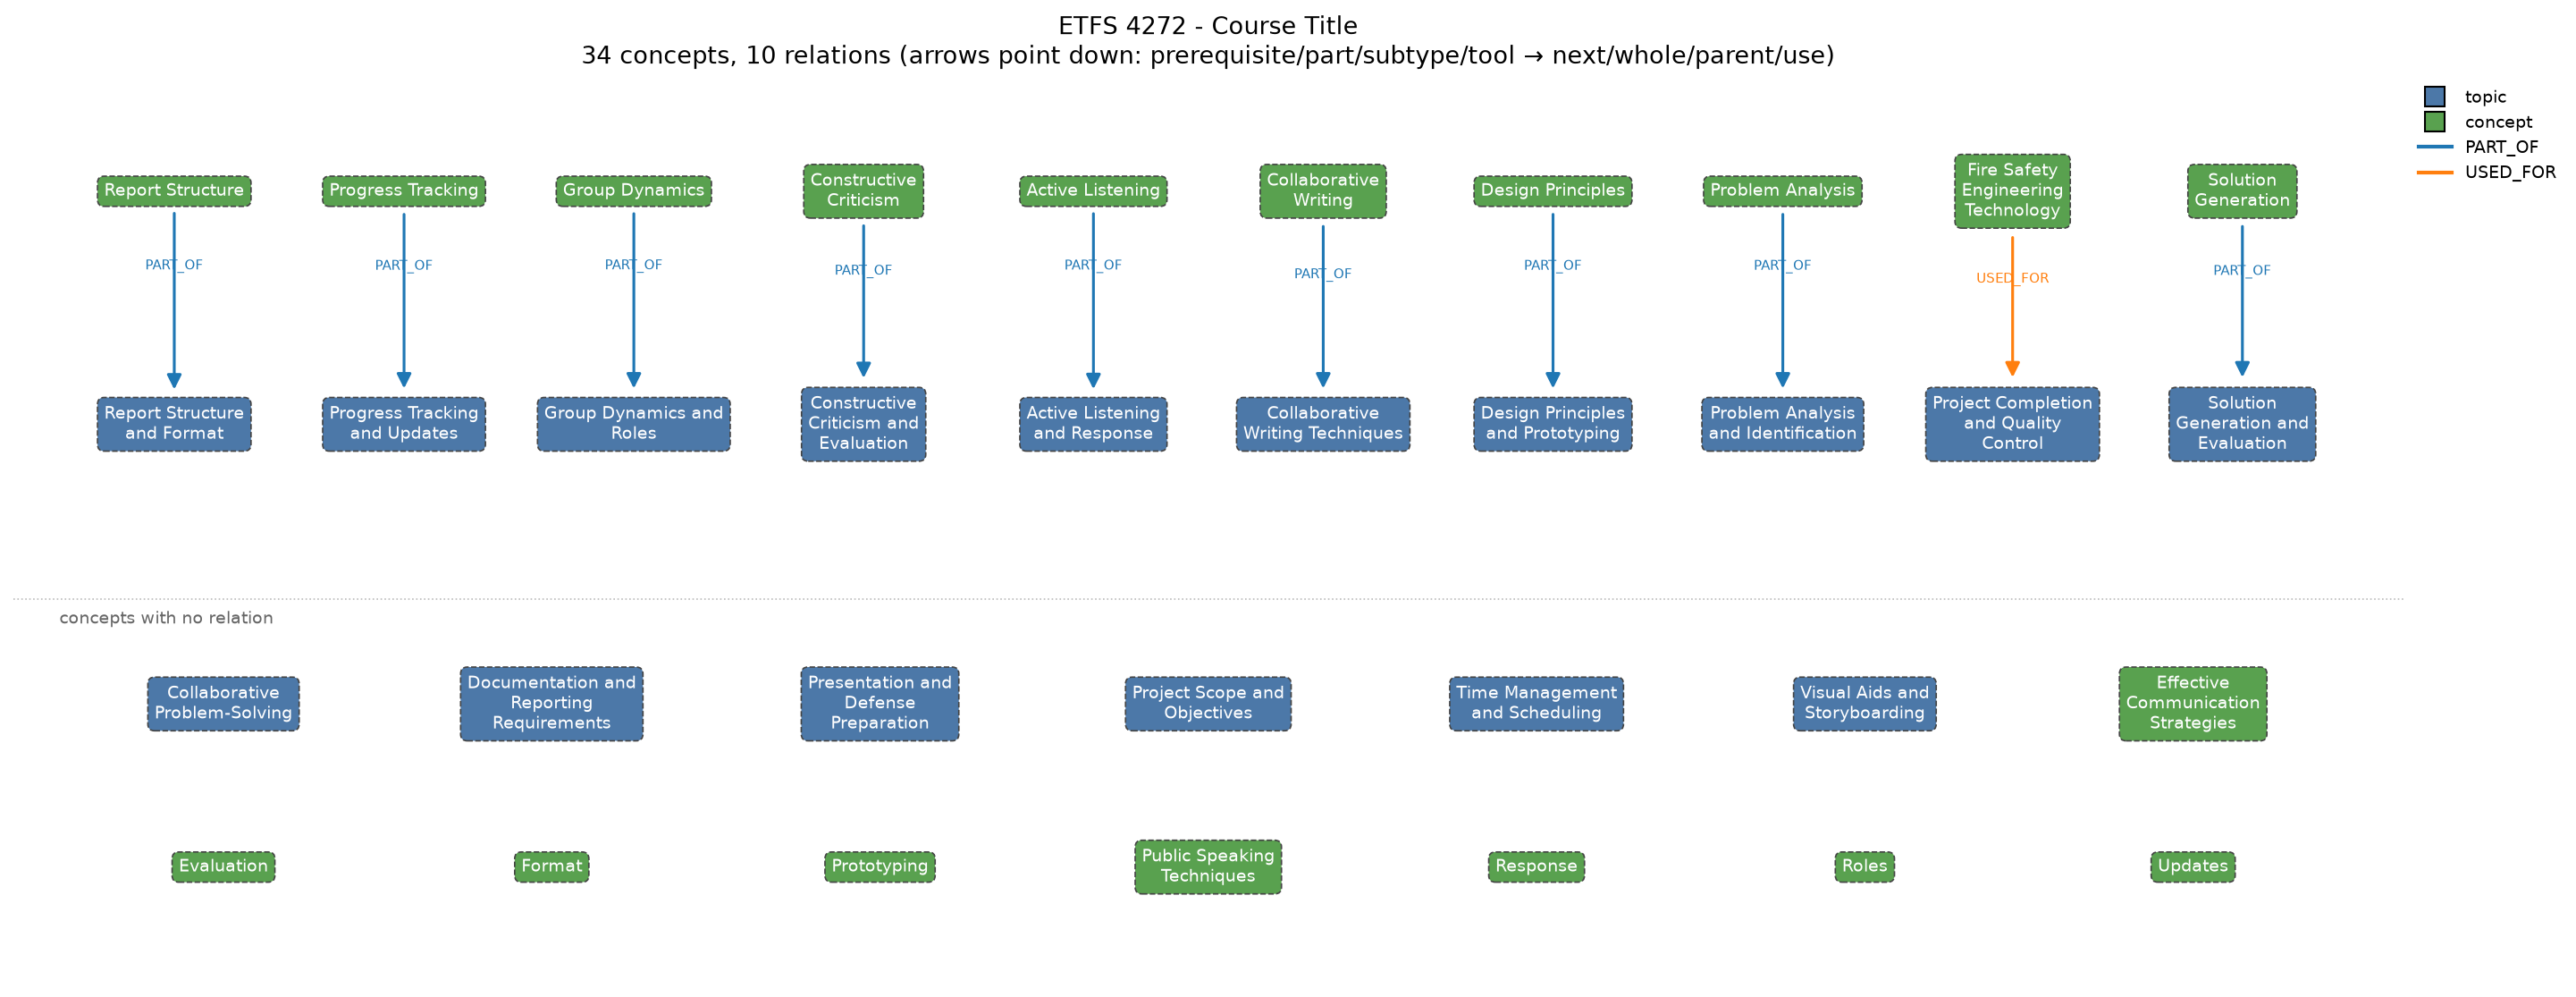 ETFS 4272 - Course Title
34 concepts, 10 relations (arrows point down: prerequisite/part/subtype/tool → next/whole/parent/use)
topic
concept
PART_OF
USED_FOR
Report Structure
Progress Tracking
Group Dynamics
Constructive
Criticism
Active Listening
Collaborative
Writing
Design Principles
Problem Analysis
Fire Safety
Engineering
Technology
Solution
Generation
PART_OF
PART_OF
PART_OF
PART_OF
PART_OF
PART_OF
PART_OF
PART_OF
USED_FOR
PART_OF
Report Structure
and Format
Progress Tracking
and Updates
Group Dynamics and
Roles
Constructive
Criticism and
Evaluation
Active Listening
and Response
Collaborative
Writing Techniques
Design Principles
and Prototyping
Problem Analysis
and Identification
Project Completion
and Quality
Control
Solution
Generation and
Evaluation
concepts with no relation
Collaborative
Problem-Solving
Documentation and
Reporting
Requirements
Presentation and
Defense
Preparation
Project Scope and
Objectives
Time Management
and Scheduling
Visual Aids and
Storyboarding
Effective
Communication
Strategies
Evaluation
Format
Prototyping
Public Speaking
Techniques
Response
Roles
Updates